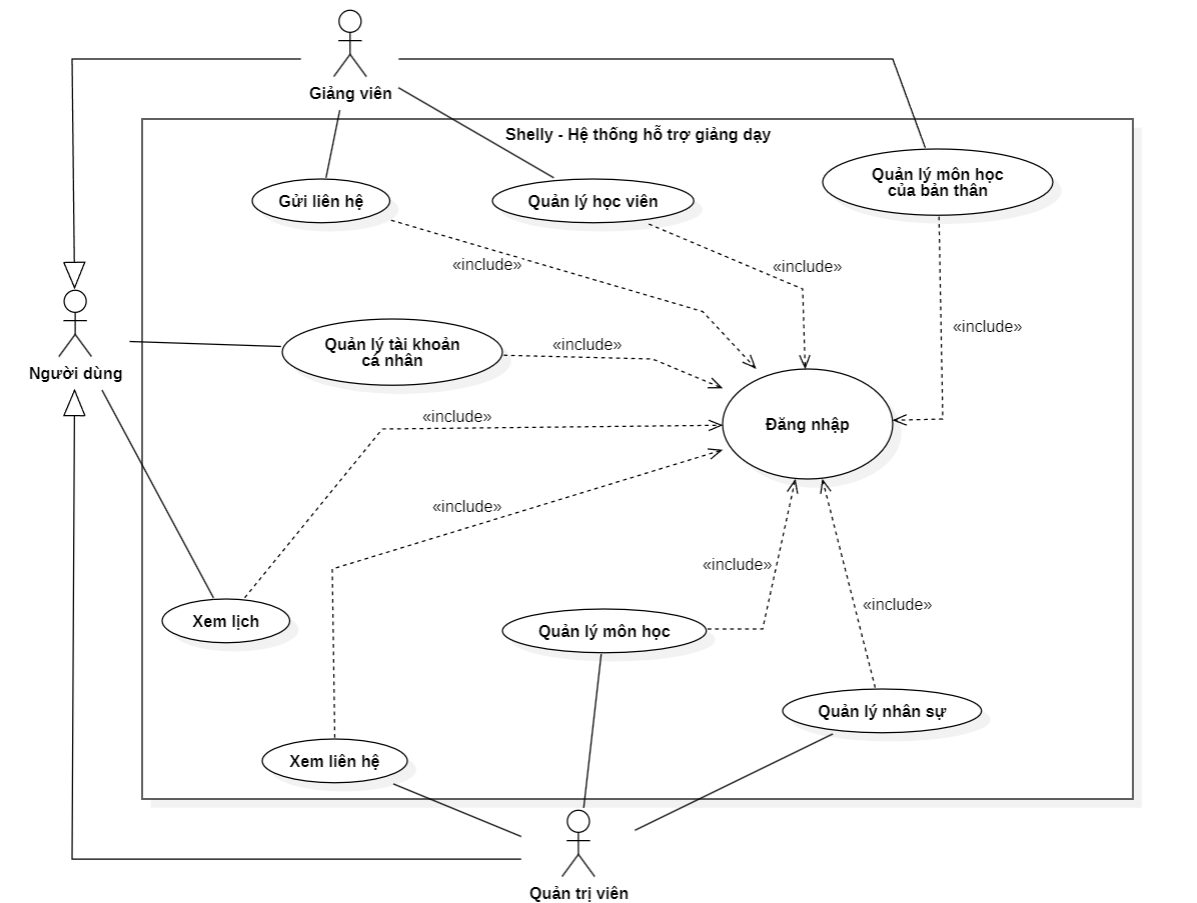 Giảng viên
Shelly - Hệ thống hỗ trợ giảng dạy
Quản lý môn học
của bản thân
Gửi liên hệ
Quản lý học viên
«include»
«include»
«include»
Quản lý tài khoản
cá nhân
«include»
Người dùng
«include»
Đăng nhập
«include»
«include»
«include»
Xem lịch
Quản lý môn học
Quản lý nhân sự
Xem liên hệ
Quản trị viên